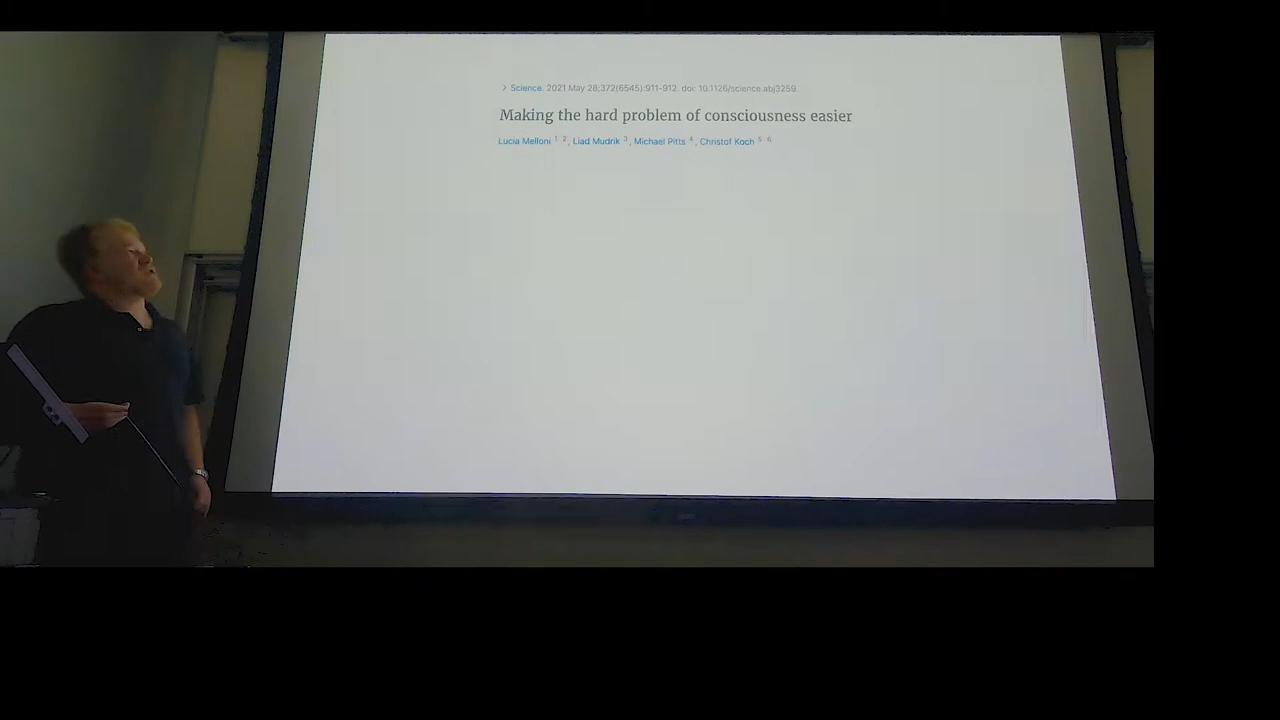 > Science. 2021 May 28;372(6545):911-912. doi: 10.1126/science.abj3259.
Making the hard problem of consciousness easier
Lucia Melloni 1 2, Liad Mudrik 3, Michael Pitts 4, Christof Koch 5 6